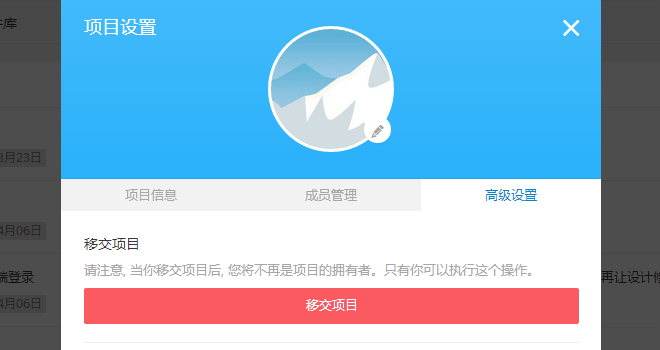 件库
项目设置
3月23日
项目信息
成员管理
高级设置
4月06日
移交项目
请注意, 当你移交项目后, 您将不再是项目的拥有者。只有你可以执行这个操作。
端登录
再让设计修
4月06日
移交项目